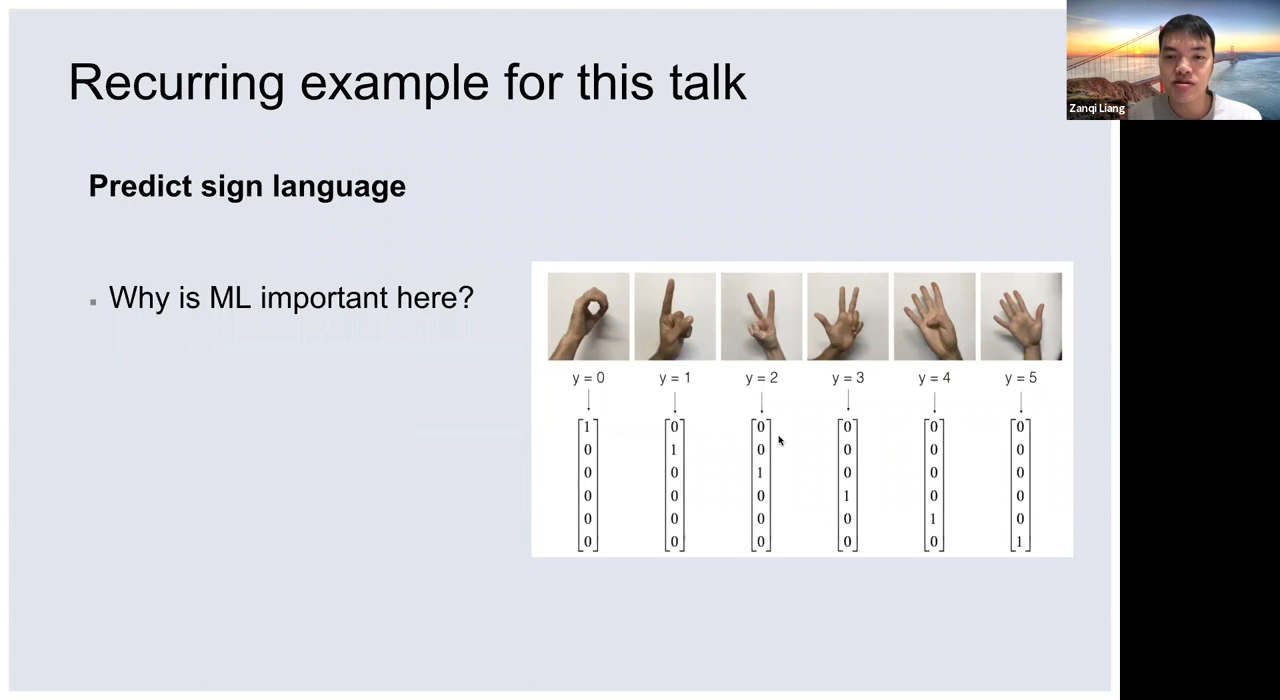 Recurring example for this talk
Zanqi Liang
Predict sign language
▪ Why is ML important here?
y = 0 y = 1 y = 2 y = 3 y = 4 y = 5
1 0 0 0 0 0
0 1 0 0 0 0
0 0 1 0 0 0
0 0 0 1 0 0
0 0 0 0 1 0
0 0 0 0 0 1